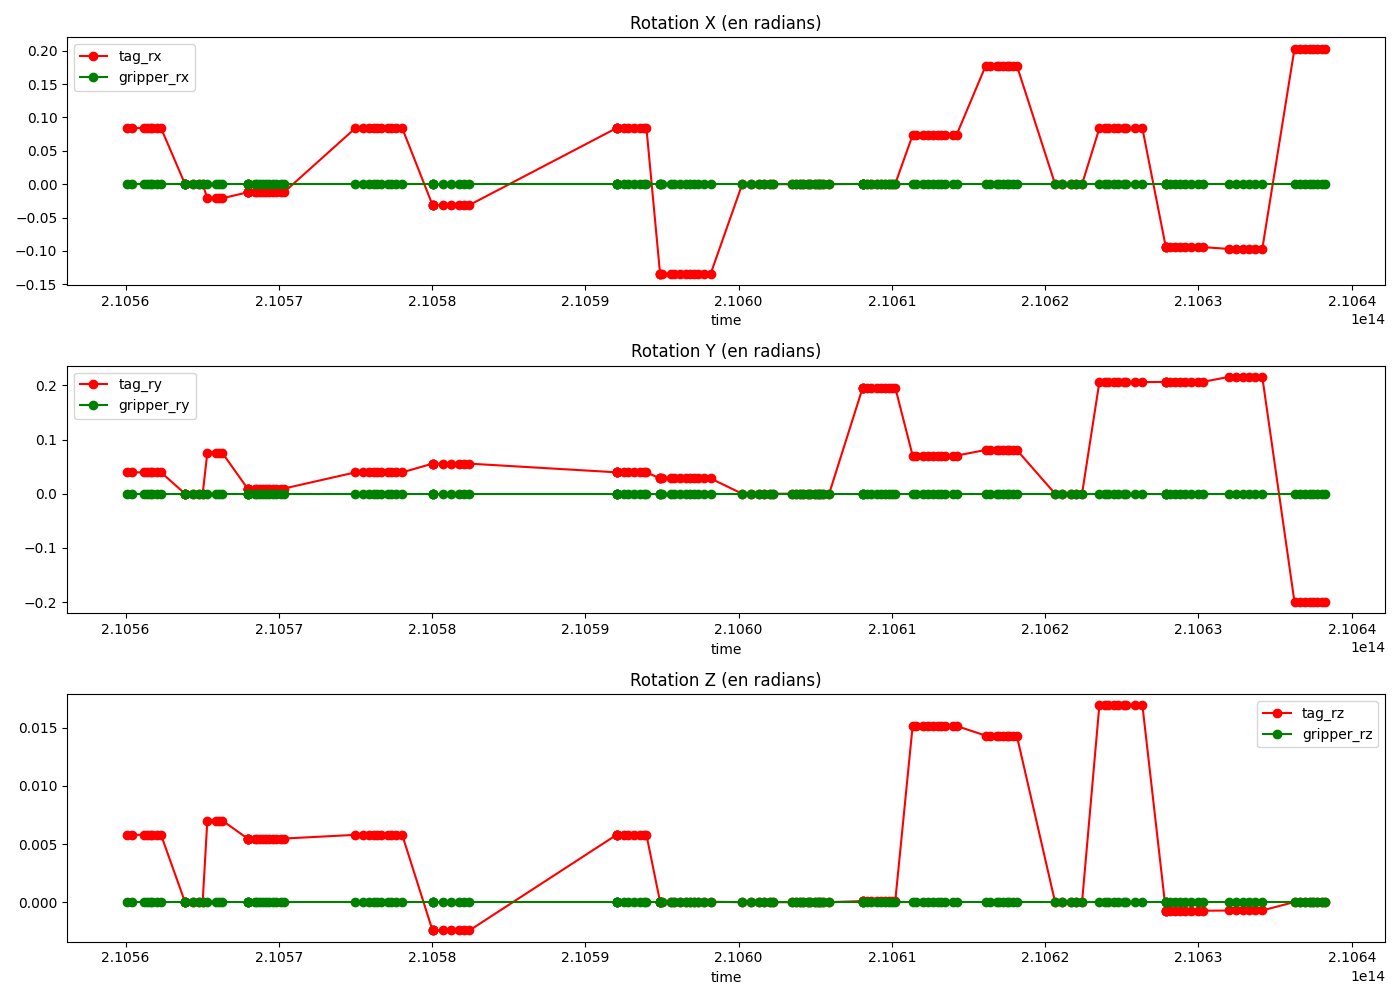 Rotation X (en radians)
tag_rx
gripper_rx
0.20
0.15
0.10
0.05
0.00
−0.05
−0.10
−0.15
2.1056 2.1057 2.1058 2.1059 2.1060 2.1061 2.1062 2.1063 2.1064
1e14
time
Rotation Y (en radians)
tag_ry
gripper_ry
0.2
0.1
0.0
−0.1
−0.2
2.1056 2.1057 2.1058 2.1059 2.1060 2.1061 2.1062 2.1063 2.1064
1e14
time
Rotation Z (en radians)
tag_rz
gripper_rz
0.015
0.010
0.005
0.000
2.1056 2.1057 2.1058 2.1059 2.1060 2.1061 2.1062 2.1063 2.1064
1e14
time